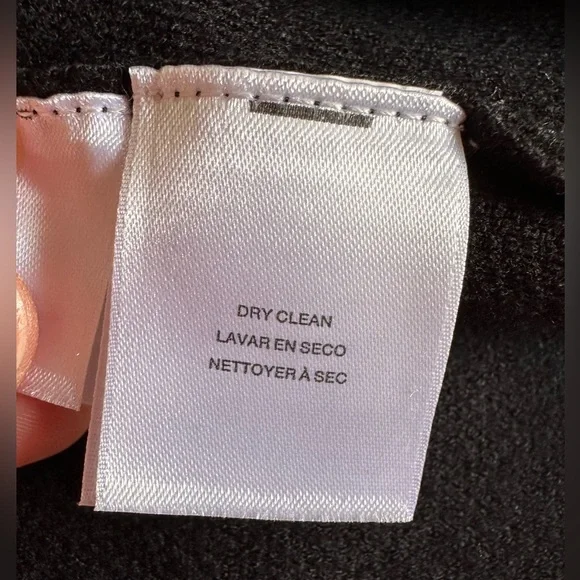 DRY CLEAN
LAVAR EN SECO
NETTOYER À SEC